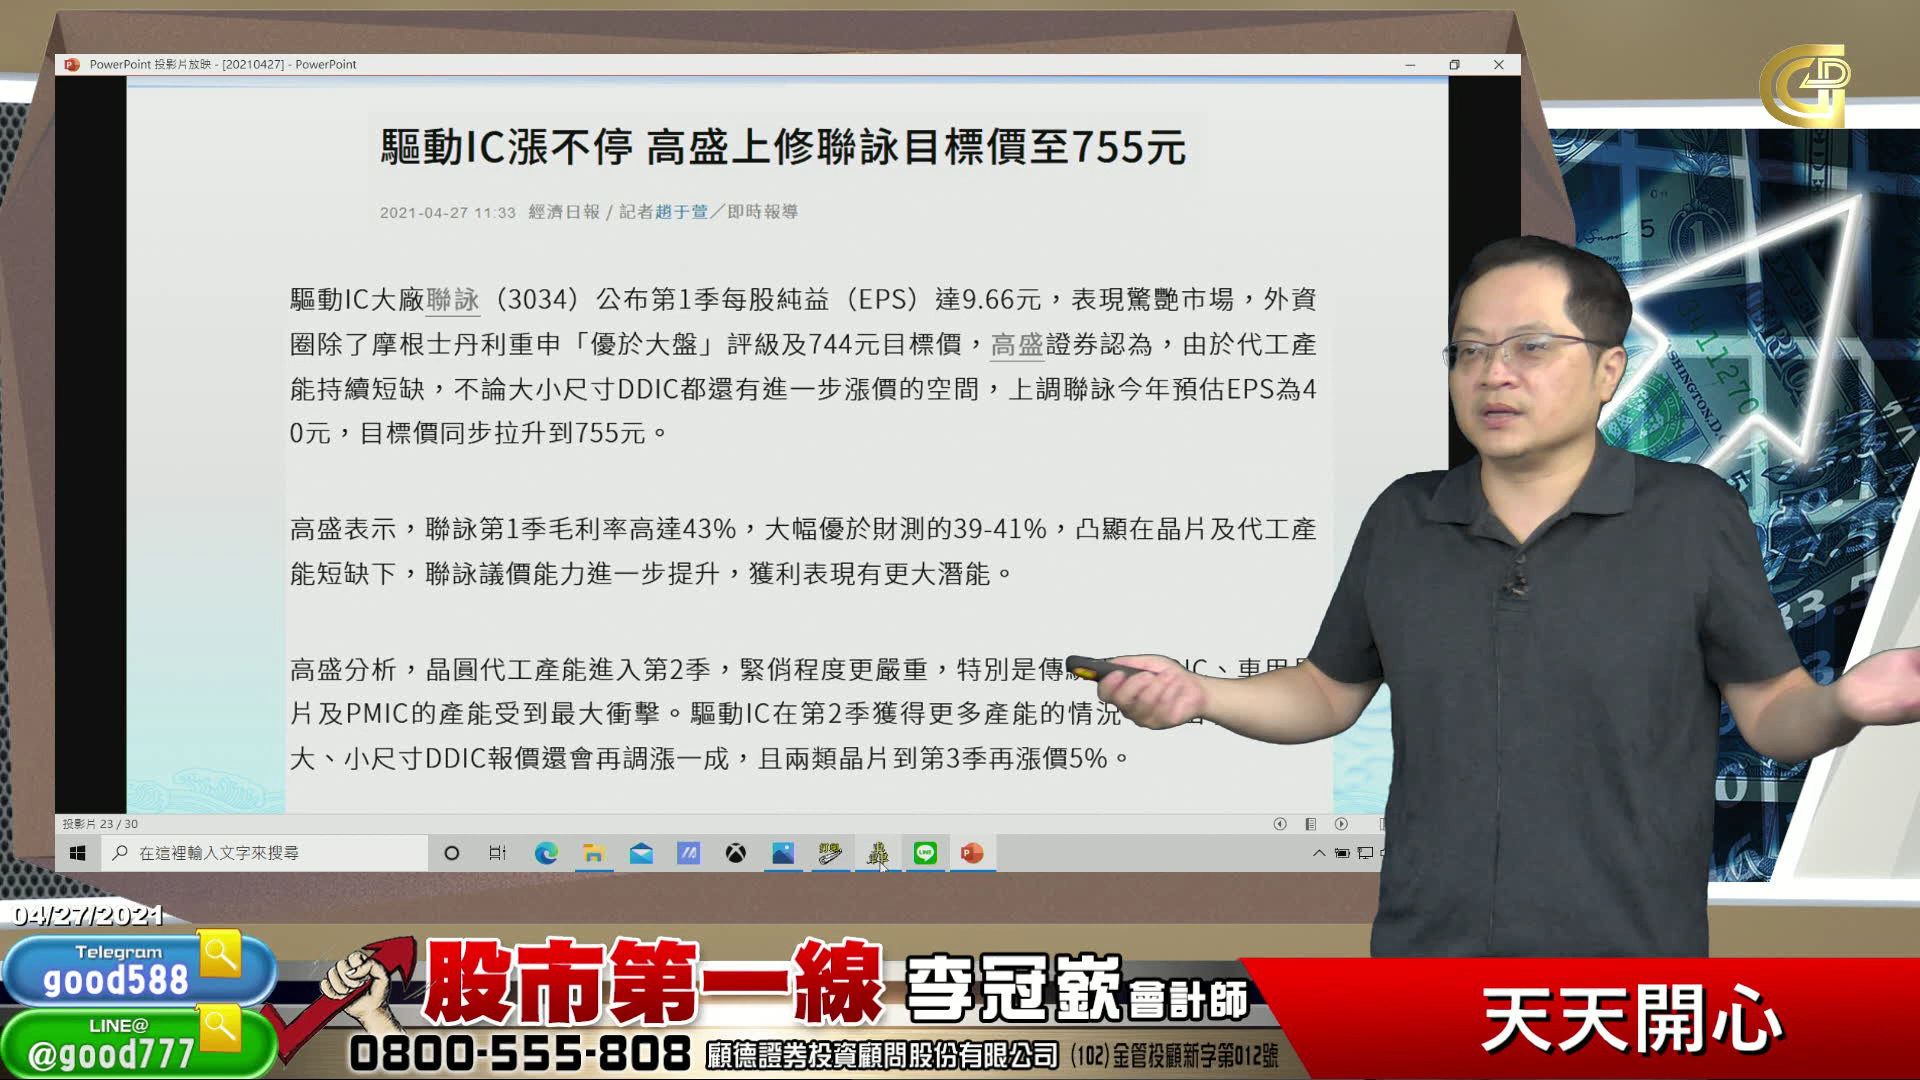 PowerPoint 投影片放映 - [20210427] - PowerPoint
驅動IC漲不停 高盛上修聯詠目標價至755元
2021-04-27 11:33 經濟日報 / 記者趙于萱／即時報導
驅動IC大廠聯詠（3034）公布第1季每股純益（EPS）達9.66元，表現驚艷市場，外資
圈除了摩根士丹利重申「優於大盤」評級及744元目標價，高盛證券認為，由於代工產
能持續短缺，不論大小尺寸DDIC都還有進一步漲價的空間，上調聯詠今年預估EPS為4
0元，目標價同步拉升到755元。
高盛表示，聯詠第1季毛利率高達43%，大幅優於財測的39-41%，凸顯在晶片及代工產
能短缺下，聯詠議價能力進一步提升，獲利表現有更大潛能。
高盛分析，晶圓代工產能進入第2季，緊俏程度更嚴重，特別是傳 IC、車用
片及PMIC的產能受到最大衝擊。驅動IC在第2季獲得更多產能的情況
大、小尺寸DDIC報價還會再調漲一成，且兩類晶片到第3季再漲價5%。
投影片 23 / 30
在這裡輸入文字來搜尋
04/27/2021
Telegram
good588
LINE@
@good777
股市第一線 李冠嶔會計師
0800-555-808 顧德證券投資顧問股份有限公司 (102)金管投顧新字第012號
天天開心